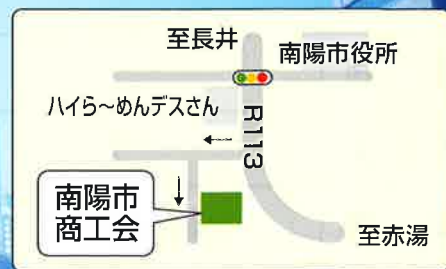 至長井
南陽市役所
ハイら～めんデスさん
R113
南陽市
商工会
至赤湯